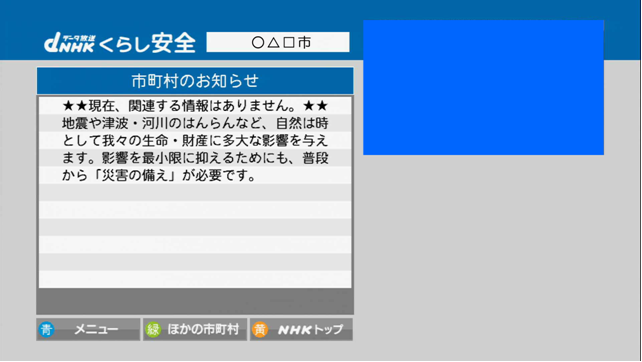 データ放送
dNHK くらし安全
〇△□市
市町村のお知らせ
★★現在、関連する情報はありません。★★
地震や津波・河川のはんらんなど、自然は時
として我々の生命・財産に多大な影響を与え
ます。影響を最小限に抑えるためにも、普段
から「災害の備え」が必要です。
青 メニュー 緑 ほかの市町村 黄 NHKトップ